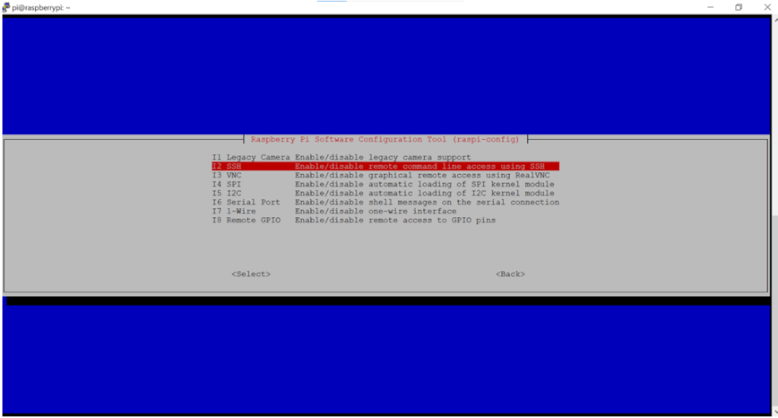 pi@raspberrypi: ~
Raspberry Pi Software Configuration Tool (raspi-config)
I1 Legacy Camera Enable/disable legacy camera support
I2 SSH Enable/disable remote command line access using SSH
I3 VNC Enable/disable graphical remote access using RealVNC
I4 SPI Enable/disable automatic loading of SPI kernel module
I5 I2C Enable/disable automatic loading of I2C kernel module
I6 Serial Port Enable/disable shell messages on the serial connection
I7 1-Wire Enable/disable one-wire interface
I8 Remote GPIO Enable/disable remote access to GPIO pins
<Select> <Back>